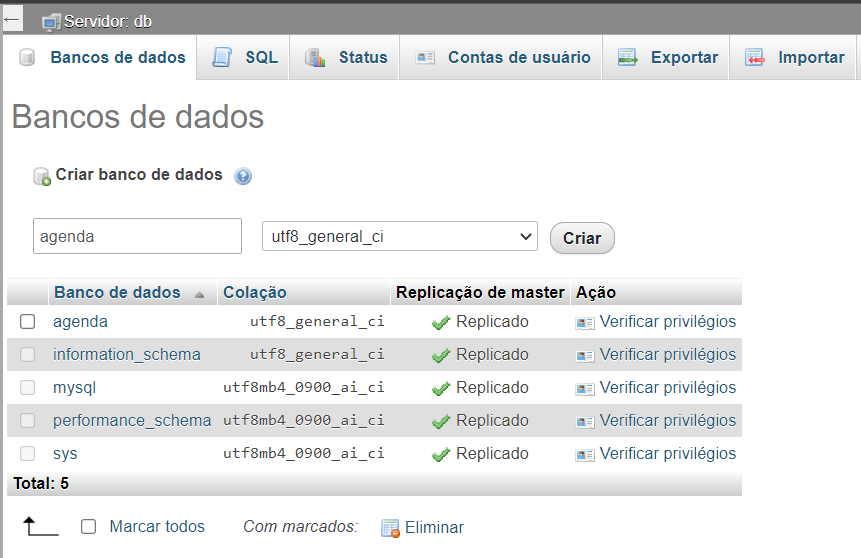 Servidor: db
Bancos de dados SQL Status Contas de usuário Exportar Importar
Bancos de dados
Criar banco de dados
agenda utf8_general_ci Criar
Banco de dados Colação Replicação de master Ação
agenda utf8_general_ci Replicado Verificar privilégios
information_schema utf8_general_ci Replicado Verificar privilégios
mysql utf8mb4_0900_ai_ci Replicado Verificar privilégios
performance_schema utf8mb4_0900_ai_ci Replicado Verificar privilégios
sys utf8mb4_0900_ai_ci Replicado Verificar privilégios
Total: 5
Marcar todos Com marcados: Eliminar